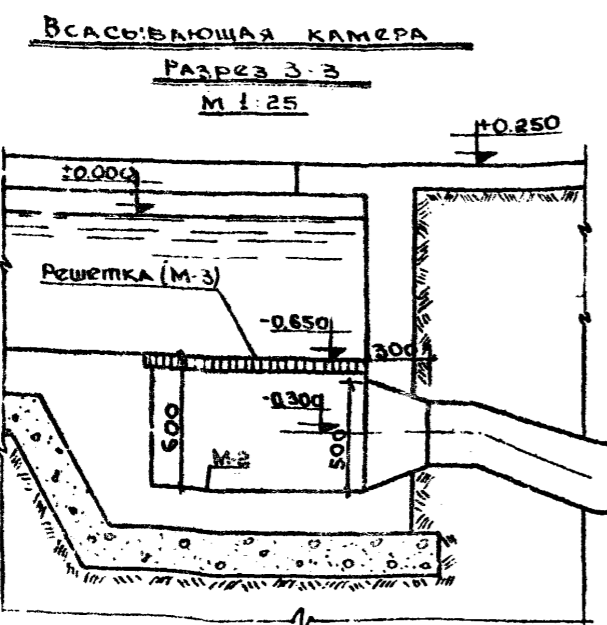 Всасывающая камера
Разрез 3-3
М 1:25
+0.250
±0.000
Решетка (М-3)
-0.650
300
-0.300
600
500
М-2